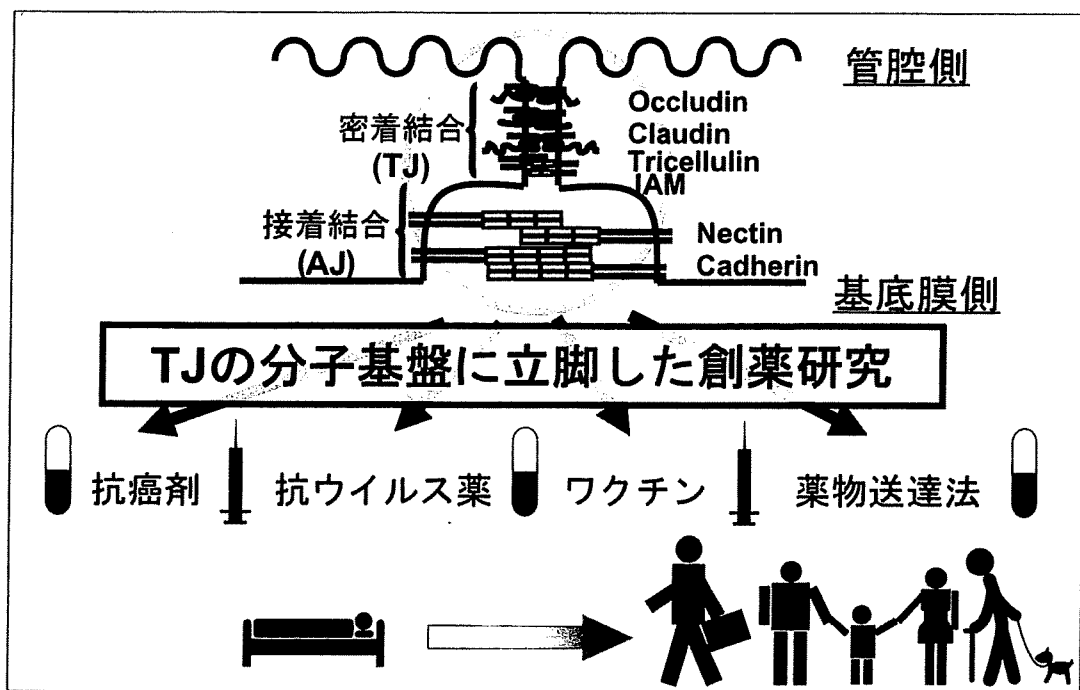 管腔側
密着結合
(TJ)
Occludin
Claudin
Tricellulin
JAM
接着結合
(AJ)
Nectin
Cadherin
基底膜側
TJの分子基盤に立脚した創薬研究
抗癌剤
抗ウイルス薬
ワクチン
薬物送達法